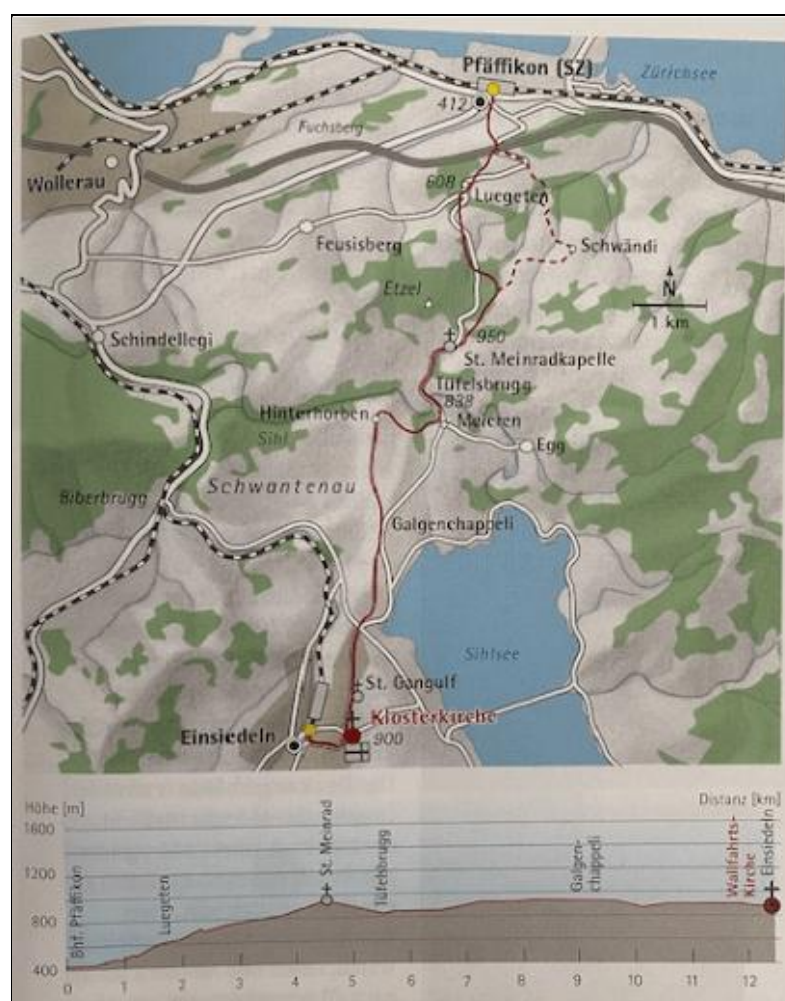 Pfäffikon (SZ)
Zürichsee
412
Fuchsberg
Wollerau
608
Luegeten
Feusisberg
Schwändi
Etzel
N
1 km
950
Schindellegi
St. Meinradkapelle
Tüfelsbrugg
838
Hinterhorben
Meieren
Sihl
Egg
Schwantenau
Biberbrugg
Galgenchappeli
Sihlsee
St. Gangulf
Klosterkirche
Einsiedeln
900
Höhe [m]
Distanz [km]
1600
1200
800
400
Bhf. Pfäffikon
Luegeten
St. Meinrad
Tüfelsbrugg
Galgen-
chappeli
Wallfahrts-
Kirche
Einsiedeln
0 1 2 3 4 5 6 7 8 9 10 11 12